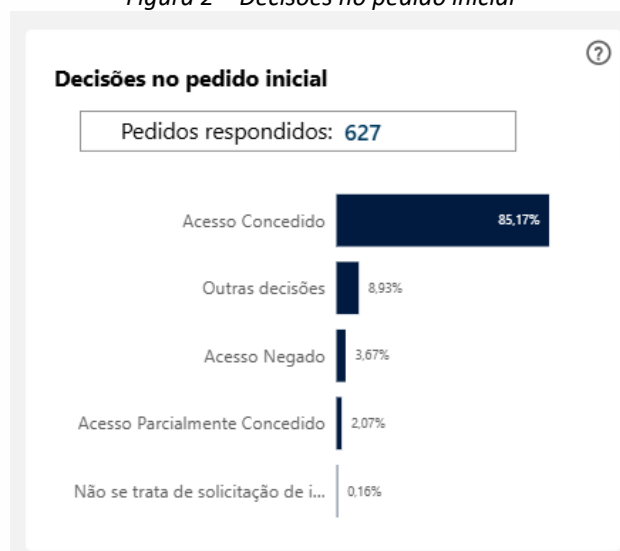 Figura 2 – Decisões no pedido inicial
Decisões no pedido inicial
Pedidos respondidos: 627
Acesso Concedido 85,17%
Outras decisões 8,93%
Acesso Negado 3,67%
Acesso Parcialmente Concedido 2,07%
Não se trata de solicitação de i... 0,16%